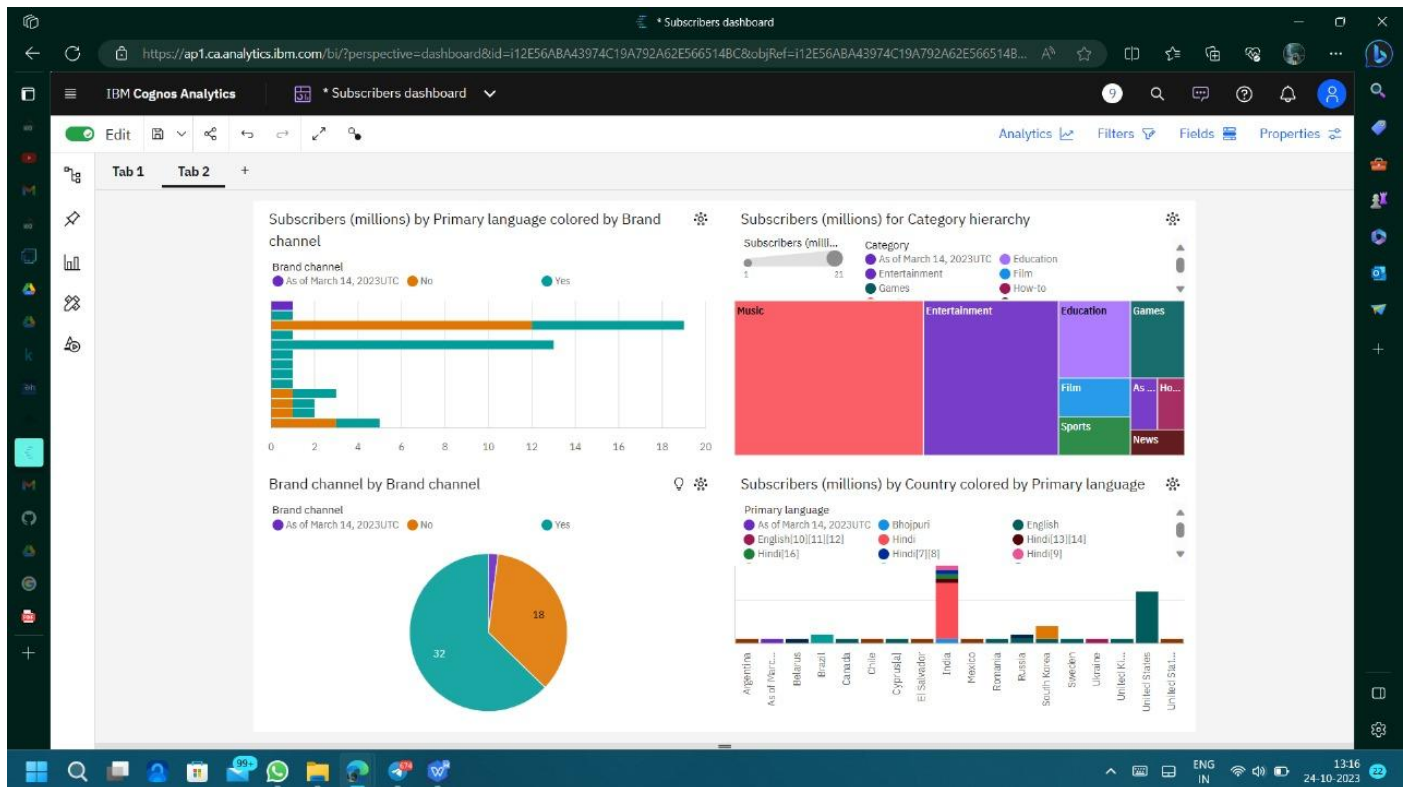 * Subscribers dashboard
https://ap1.ca.analytics.ibm.com/bi/?perspective=dashboard&id=i12E56ABA43974C19A792A62E566514BC&objRef=i12E56ABA43974C19A792A62E566514B...
IBM Cognos Analytics
* Subscribers dashboard
9
Edit
Analytics
Filters
Fields
Properties
Tab 1
Tab 2
+
Subscribers (millions) by Primary language colored by Brand
channel
Brand channel
As of March 14, 2023UTC No Yes
0 2 4 6 8 10 12 14 16 18 20
Subscribers (millions) for Category hierarchy
Subscribers (milli...
1 21
Category
As of March 14, 2023UTC Education
Entertainment Film
Games How-to
Music Entertainment Education Games
Film As ... Ho...
Sports
News
Brand channel by Brand channel
Brand channel
As of March 14, 2023UTC No Yes
18
32
Subscribers (millions) by Country colored by Primary language
Primary language
As of March 14, 2023UTC Bhojpuri English
English[10][11][12] Hindi Hindi[13][14]
Hindi[16] Hindi[7][8] Hindi[9]
Argentina
As of Marc...
Belarus
Brazil
Canada
Chile
Cyprus[a]
El Salvador
India
Mexico
Romania
Russia
South Korea
Sweden
Ukraine
United Ki...
United States
United Stat...
99+
ENG
IN
13:16
24-10-2023
22